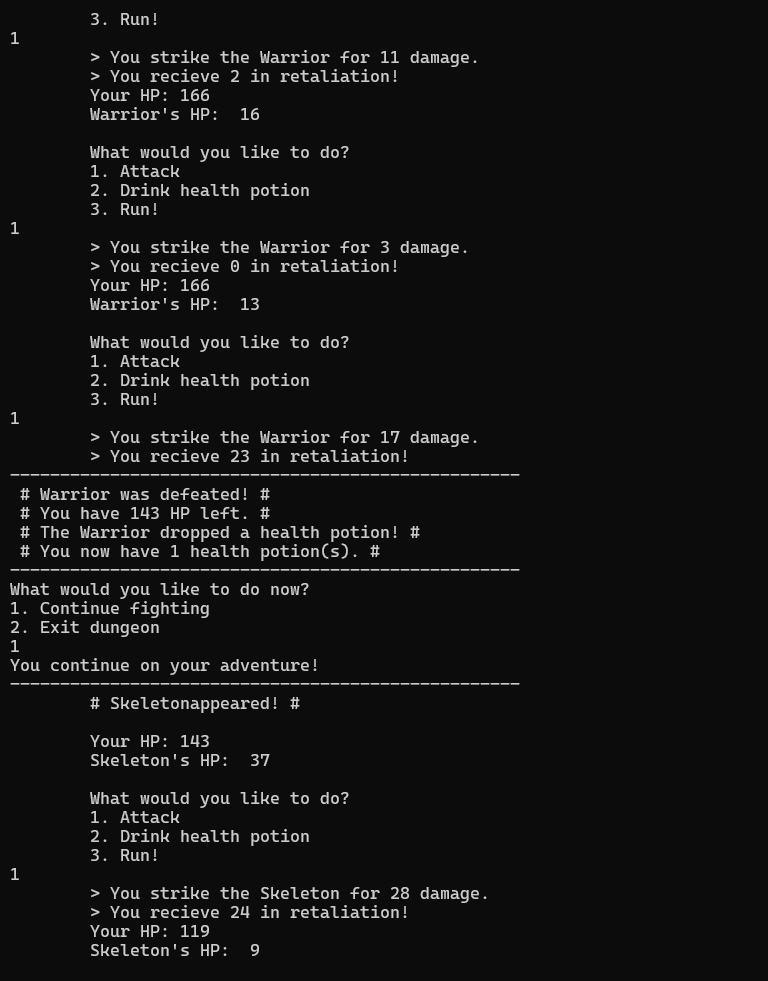 3. Run!
1
> You strike the Warrior for 11 damage.
> You recieve 2 in retaliation!
Your HP: 166
Warrior's HP:  16
What would you like to do?
1. Attack
2. Drink health potion
3. Run!
1
> You strike the Warrior for 3 damage.
> You recieve 0 in retaliation!
Your HP: 166
Warrior's HP:  13
What would you like to do?
1. Attack
2. Drink health potion
3. Run!
1
> You strike the Warrior for 17 damage.
> You recieve 23 in retaliation!
---------------------------------------------------
# Warrior was defeated! #
# You have 143 HP left. #
# The Warrior dropped a health potion! #
# You now have 1 health potion(s). #
---------------------------------------------------
What would you like to do now?
1. Continue fighting
2. Exit dungeon
1
You continue on your adventure!
---------------------------------------------------
# Skeletonappeared! #
Your HP: 143
Skeleton's HP:  37
What would you like to do?
1. Attack
2. Drink health potion
3. Run!
1
> You strike the Skeleton for 28 damage.
> You recieve 24 in retaliation!
Your HP: 119
Skeleton's HP:  9